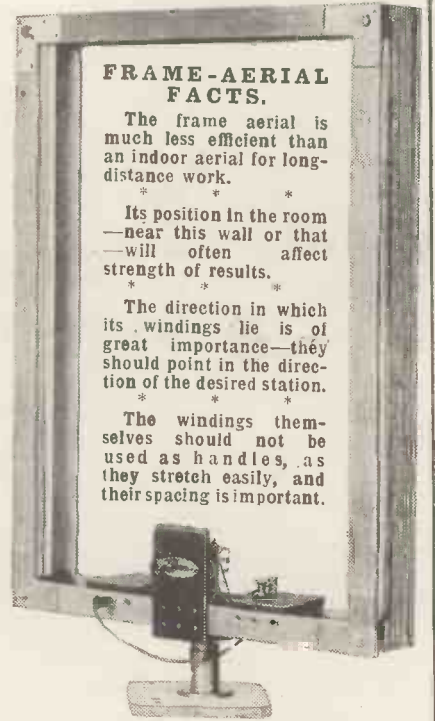 FRAME-AERIAL
FACTS.
The frame aerial is
much less efficient than
an indoor aerial for long-
distance work.
* * *
Its position in the room
—near this wall or that
—will often affect
strength of results.
* * *
The direction in which
its windings lie is of
great importance—they
should point in the direc-
tion of the desired station.
* * *
The windings them-
selves should not be
used as handles, as
they stretch easily, and
their spacing is important.